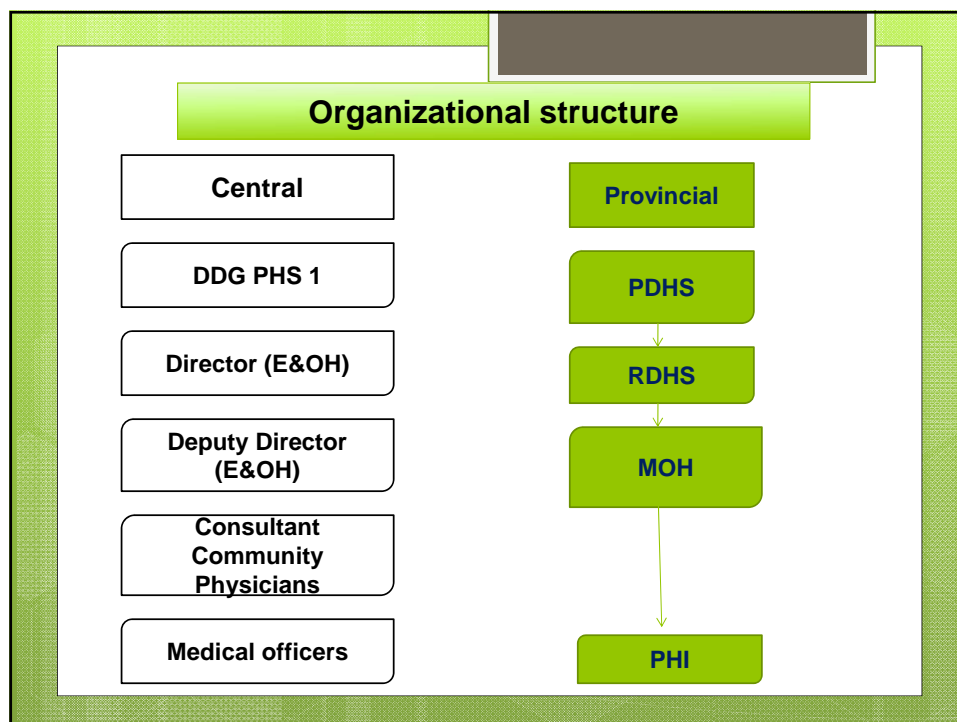 Organizational structure
Central
DDG PHS 1
Director (E&OH)
Deputy Director
(E&OH)
Consultant
Community
Physicians
Medical officers
Provincial
PDHS
RDHS
MOH
PHI